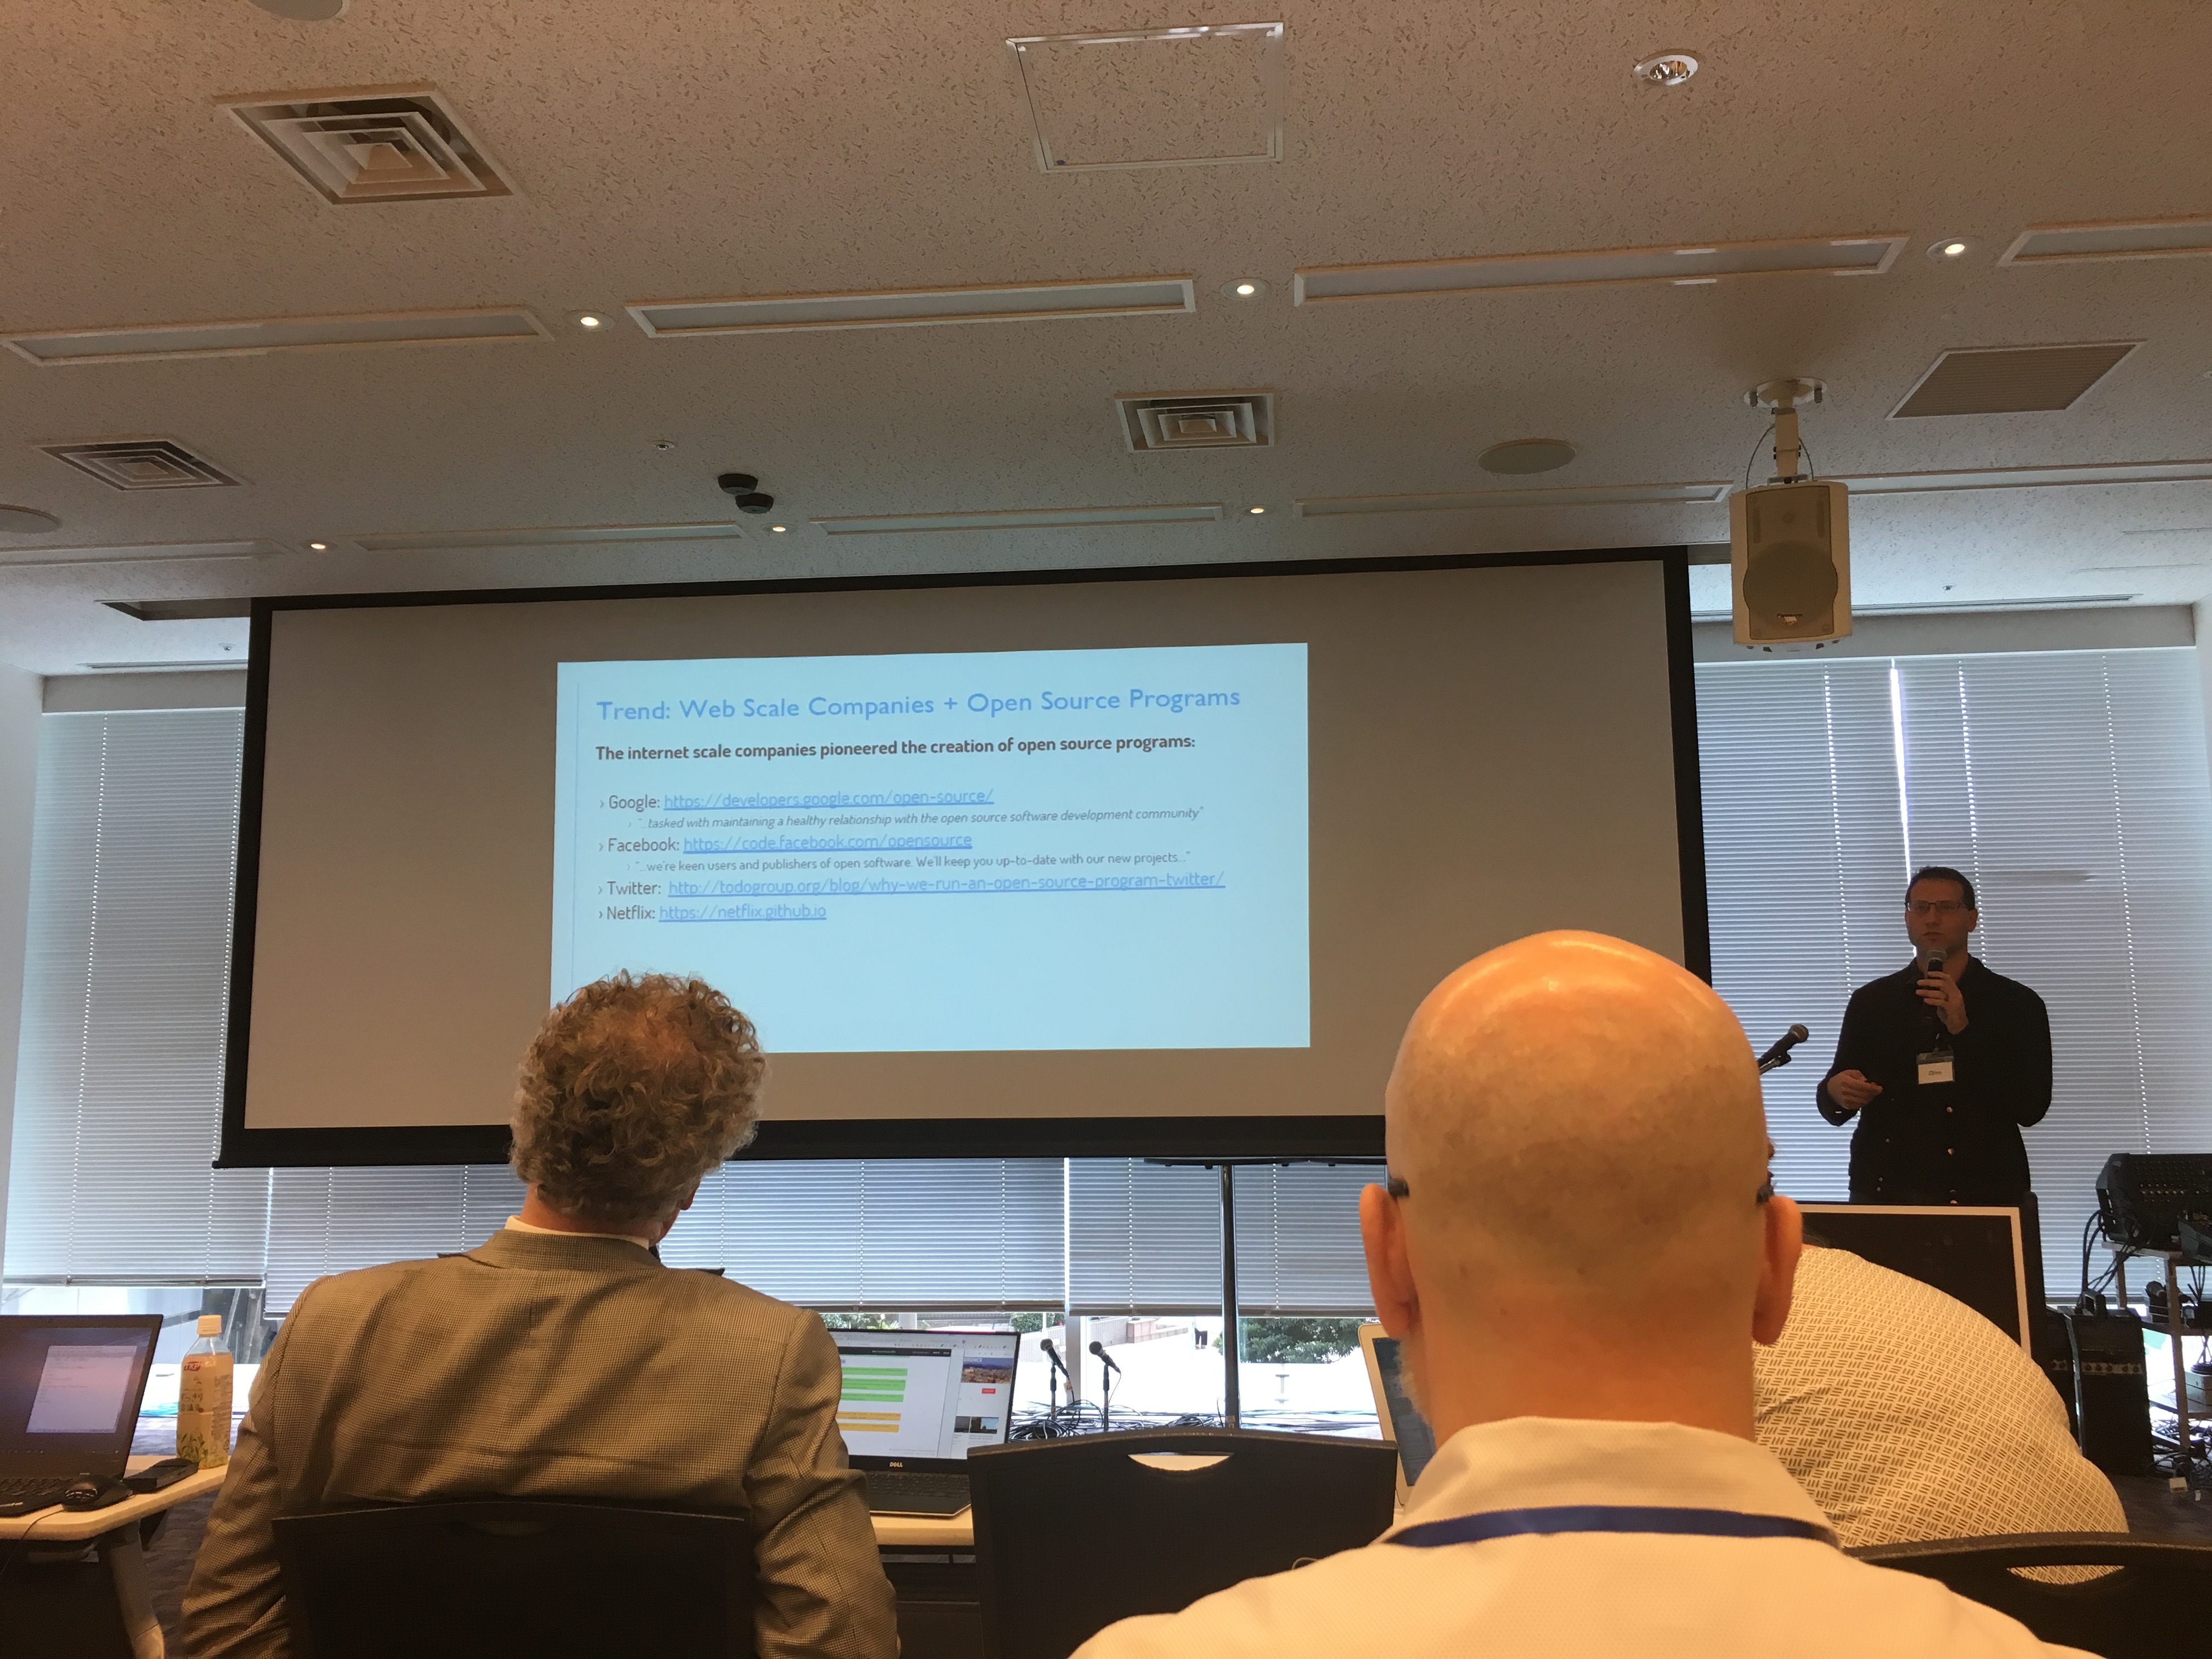 Trend: Web Scale Companies + Open Source Programs
The internet scale companies pioneered the creation of open source programs:
› Google: https://developers.google.com/open-source/
› "...tasked with maintaining a healthy relationship with the open source software development community"
› Facebook: https://code.facebook.com/opensource
› "...we're keen users and publishers of open software. We'll keep you up-to-date with our new projects..."
› Twitter: http://todogroup.org/blog/why-we-run-an-open-source-program-twitter/
› Netflix: https://netflix.github.io
DELL